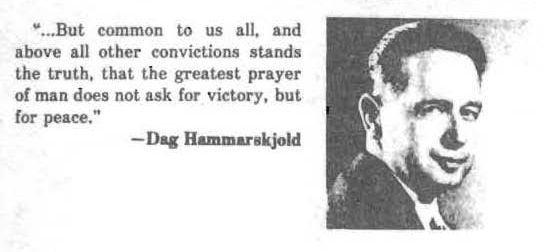 "...But common to us all, and
above all other convictions stands
the truth, that the greatest prayer
of man does not ask for victory, but
for peace."
—Dag Hammarskjold